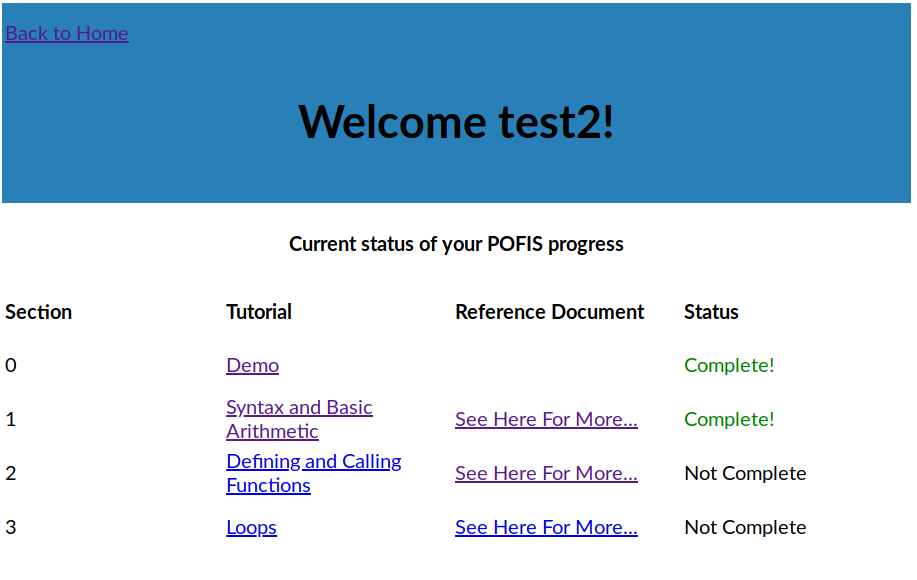 Back to Home
Welcome test2!
Current status of your POFIS progress
Section Tutorial Reference Document Status
0 Demo Complete!
1 Syntax and Basic Arithmetic See Here For More... Complete!
2 Defining and Calling Functions See Here For More... Not Complete
3 Loops See Here For More... Not Complete